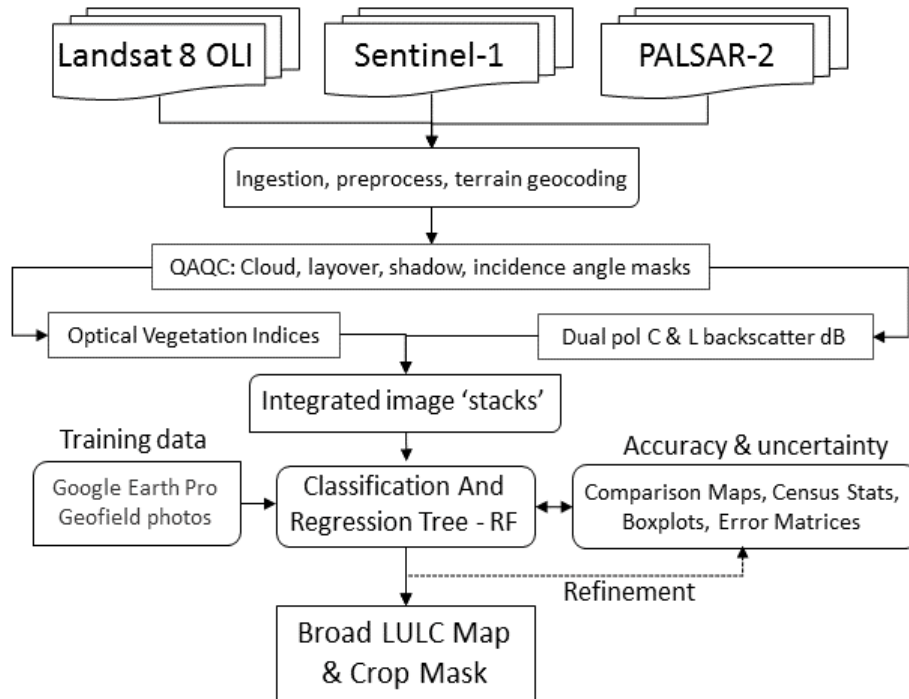 Landsat 8 OLI
Sentinel-1
PALSAR-2
Ingestion, preprocess, terrain geocoding
QAQC: Cloud, layover, shadow, incidence angle masks
Optical Vegetation Indices
Dual pol C & L backscatter dB
Integrated image ‘stacks’
Training data
Google Earth Pro
Geofield photos
Classification And
Regression Tree - RF
Accuracy & uncertainty
Comparison Maps, Census Stats,
Boxplots, Error Matrices
Refinement
Broad LULC Map
& Crop Mask